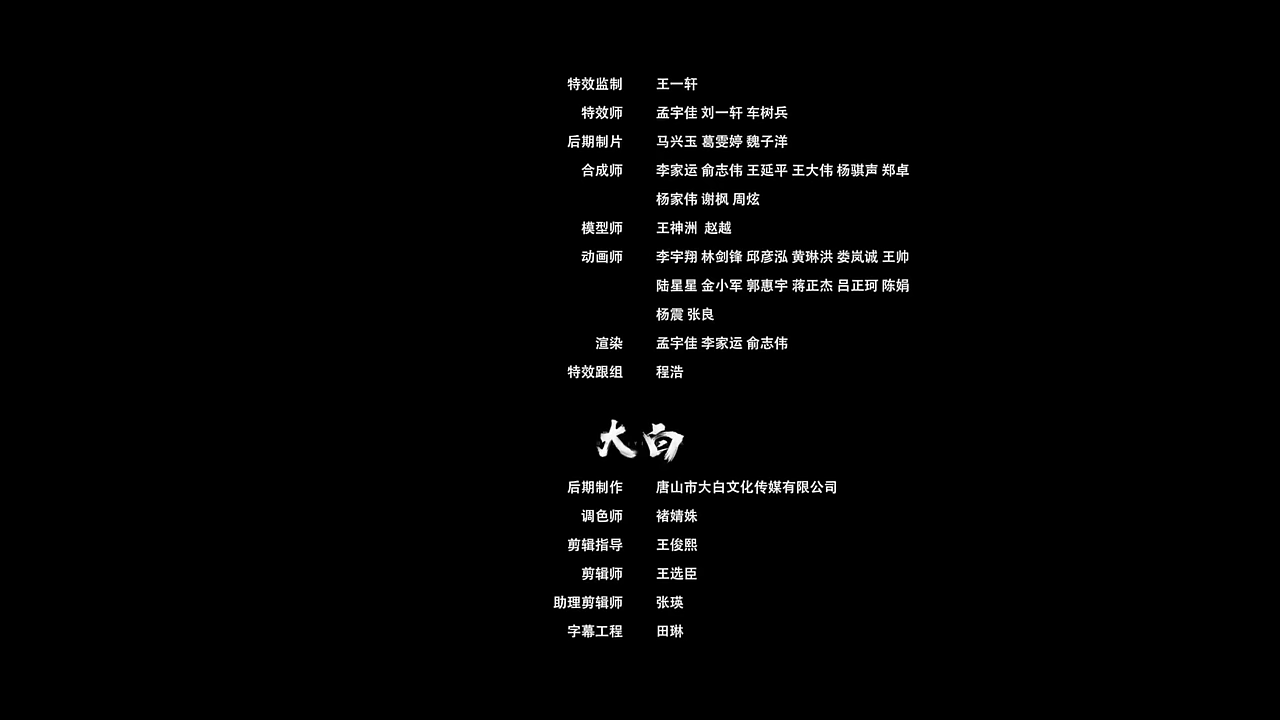 特效监制 王一轩
特效师 孟宇佳 刘一轩 车树兵
后期制片 马兴玉 葛雯婷 魏子洋
合成师 李家运 俞志伟 王延平 王大伟 杨骐声 郑卓
杨家伟 谢枫 周炫
模型师 王神洲 赵越
动画师 李宇翔 林剑锋 邱彦泓 黄琳洪 娄岚诚 王帅
陆星星 金小军 郭惠宇 蒋正杰 吕正珂 陈娟
杨震 张良
渲染 孟宇佳 李家运 俞志伟
特效跟组 程浩
大白
后期制作 唐山市大白文化传媒有限公司
调色师 褚婧姝
剪辑指导 王俊熙
剪辑师 王选臣
助理剪辑师 张瑛
字幕工程 田琳